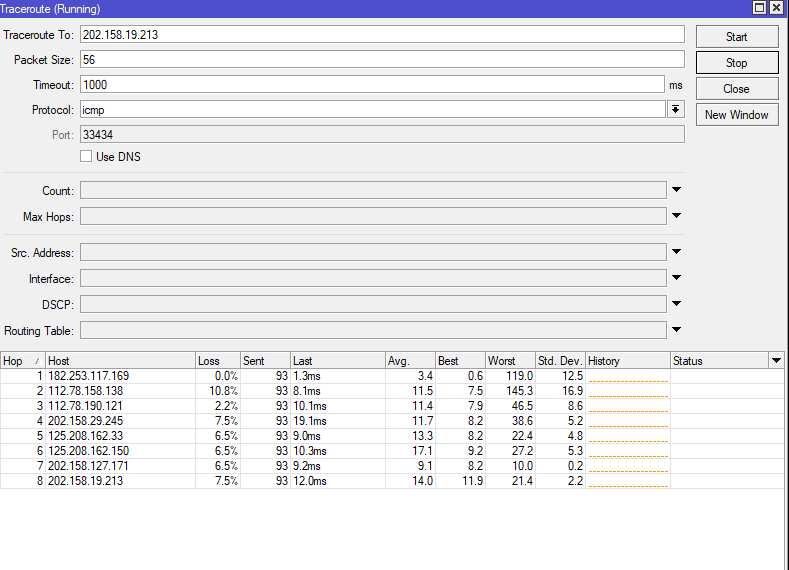 Traceroute (Running)
Traceroute To: 202.158.19.213 Start
Packet Size: 56 Stop
Timeout: 1000 ms Close
Protocol: icmp New Window
Port: 33434
Use DNS
Count:
Max Hops:
Src. Address:
Interface:
DSCP:
Routing Table:
Hop Host Loss Sent Last Avg. Best Worst Std. Dev. History Status
1 182.253.117.169 0.0% 93 1.3ms 3.4 0.6 119.0 12.5
2 112.78.158.138 10.8% 93 8.1ms 11.5 7.5 145.3 16.9
3 112.78.190.121 2.2% 93 10.1ms 11.4 7.9 46.5 8.6
4 202.158.29.245 7.5% 93 19.1ms 11.7 8.2 38.6 5.2
5 125.208.162.33 6.5% 93 9.0ms 13.3 8.2 22.4 4.8
6 125.208.162.150 6.5% 93 10.3ms 17.1 9.2 27.2 5.3
7 202.158.127.171 6.5% 93 9.2ms 9.1 8.2 10.0 0.2
8 202.158.19.213 7.5% 93 12.0ms 14.0 11.9 21.4 2.2